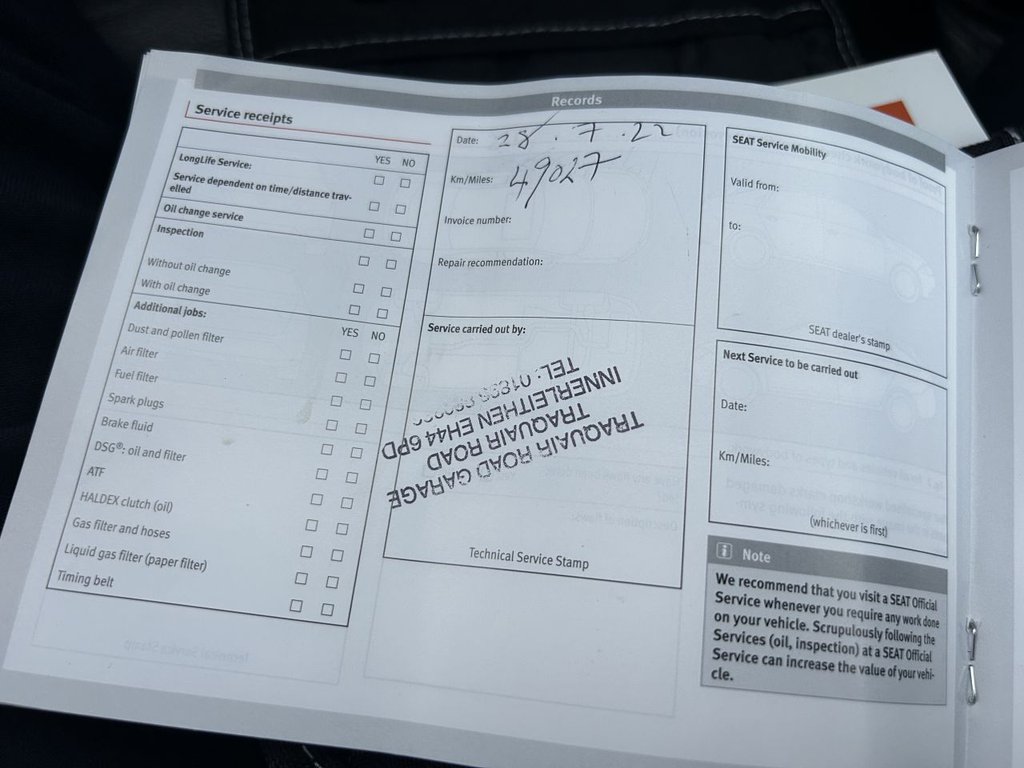 Records
Service receipts
YES NO
LongLife Service:
Service dependent on time/distance trav-
elled
Oil change service
Inspection
Without oil change
With oil change
Additional jobs:
YES NO
Dust and pollen filter
Air filter
Fuel filter
Spark plugs
Brake fluid
DSG®: oil and filter
ATF
HALDEX clutch (oil)
Gas filter and hoses
Liquid gas filter (paper filter)
Timing belt
Date: 28.7.22
Km/Miles: 49027
Invoice number:
Repair recommendation:
Service carried out by:
TRAQUAIR ROAD GARAGE
TRAQUAIR ROAD
INNERLEITHEN EH44 6PD
TEL:
Technical Service Stamp
SEAT Service Mobility
Valid from:
to:
SEAT dealer's stamp
Next Service to be carried out
Date:
Km/Miles:
(whichever is first)
i Note
We recommend that you visit a SEAT Official
Service whenever you require any work done
on your vehicle. Scrupulously following the
Services (oil, inspection) at a SEAT Official
Service can increase the value of your vehi-
cle.